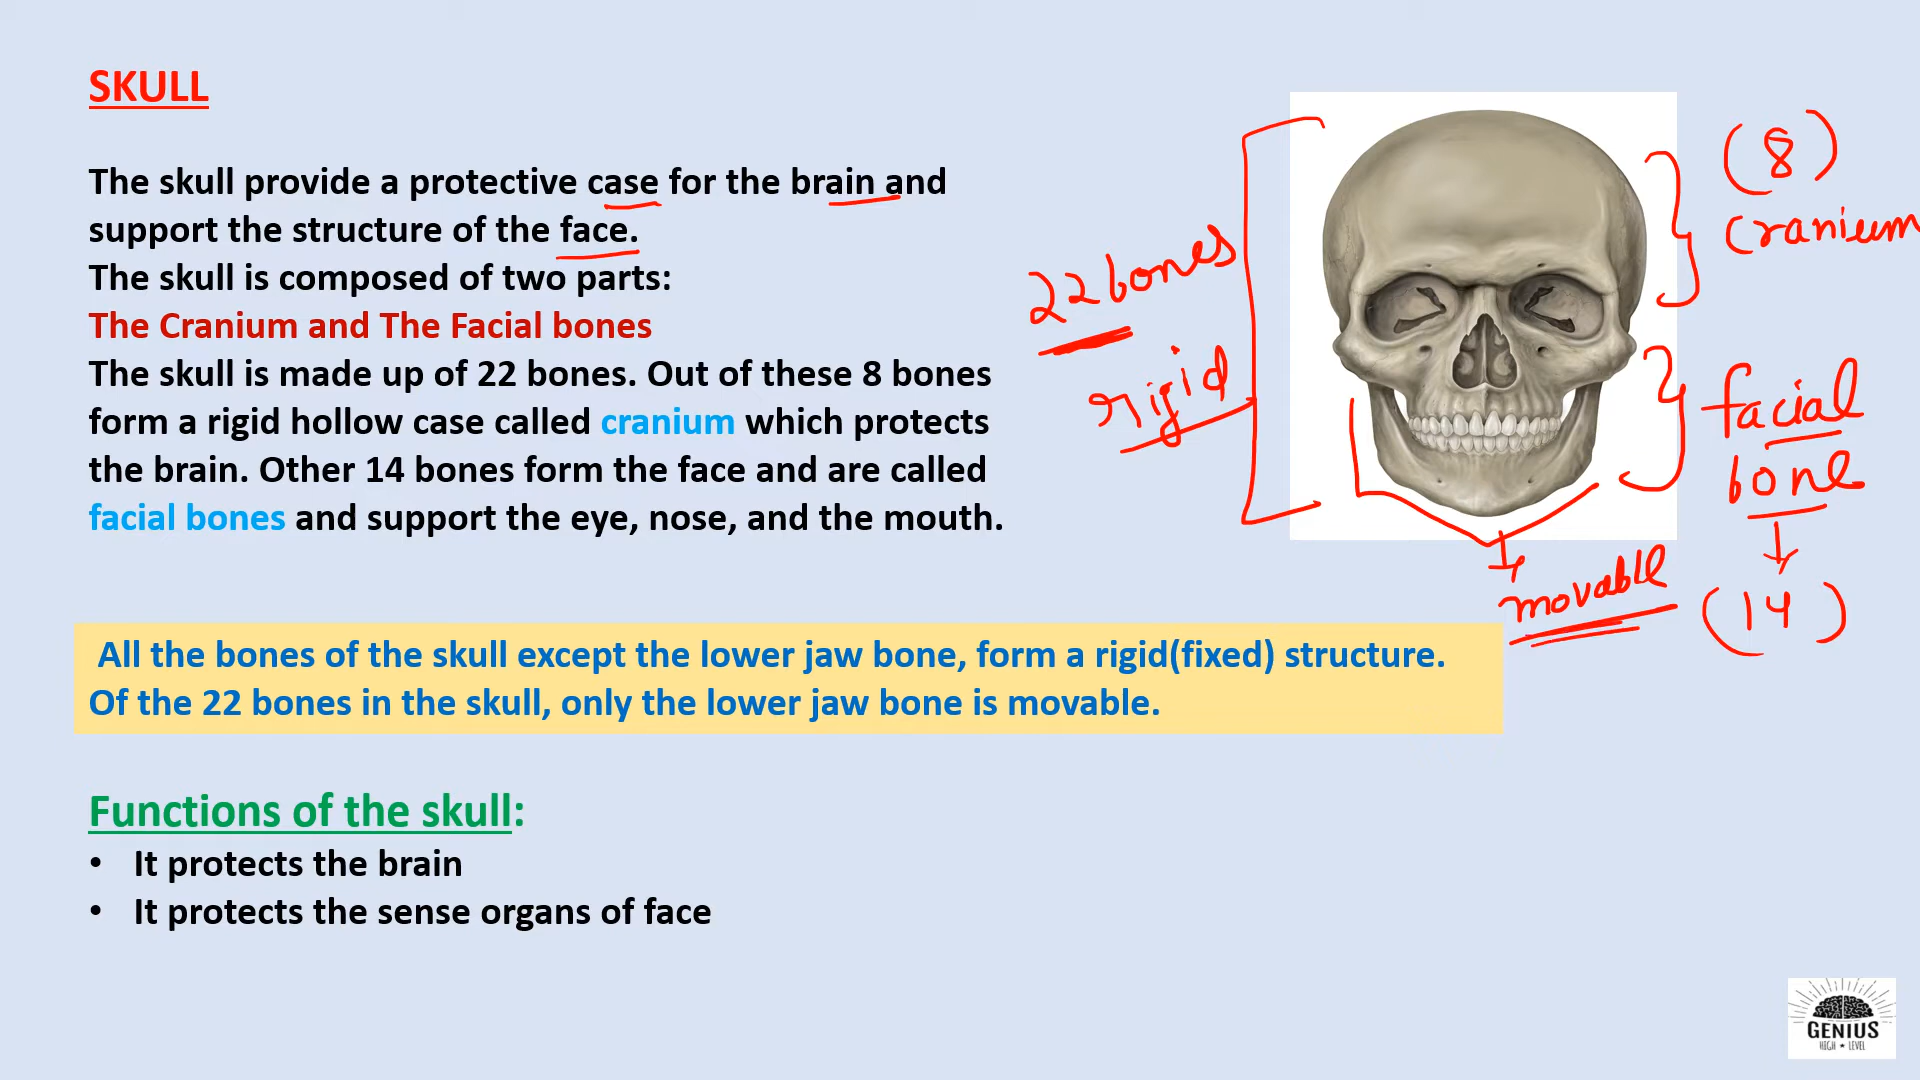 SKULL
The skull provide a protective case for the brain and
support the structure of the face.
The skull is composed of two parts:
The Cranium and The Facial bones
The skull is made up of 22 bones. Out of these 8 bones
form a rigid hollow case called cranium which protects
the brain. Other 14 bones form the face and are called
facial bones and support the eye, nose, and the mouth.
22 bones
rigid
(8)
cranium
facial
bone
(14)
movable
All the bones of the skull except the lower jaw bone, form a rigid(fixed) structure.
Of the 22 bones in the skull, only the lower jaw bone is movable.
Functions of the skull:
• It protects the brain
• It protects the sense organs of face
GENIUS
HIGH ★ LEVEL